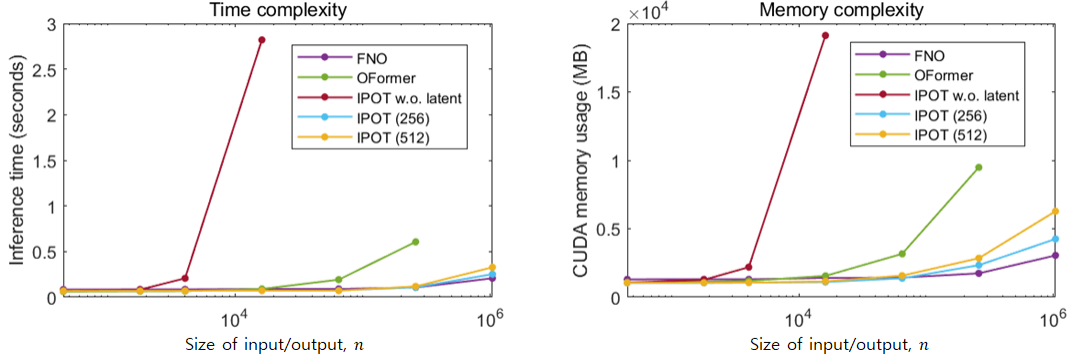 Time complexity
Inference time (seconds)
3
2.5
2
1.5
1
0.5
0
FNO
OFormer
IPOT w.o. latent
IPOT (256)
IPOT (512)
10^4
10^6
Size of input/output, n
Memory complexity
CUDA memory usage (MB)
×10^4
2
1.5
1
0.5
0
FNO
OFormer
IPOT w.o. latent
IPOT (256)
IPOT (512)
10^4
10^6
Size of input/output, n